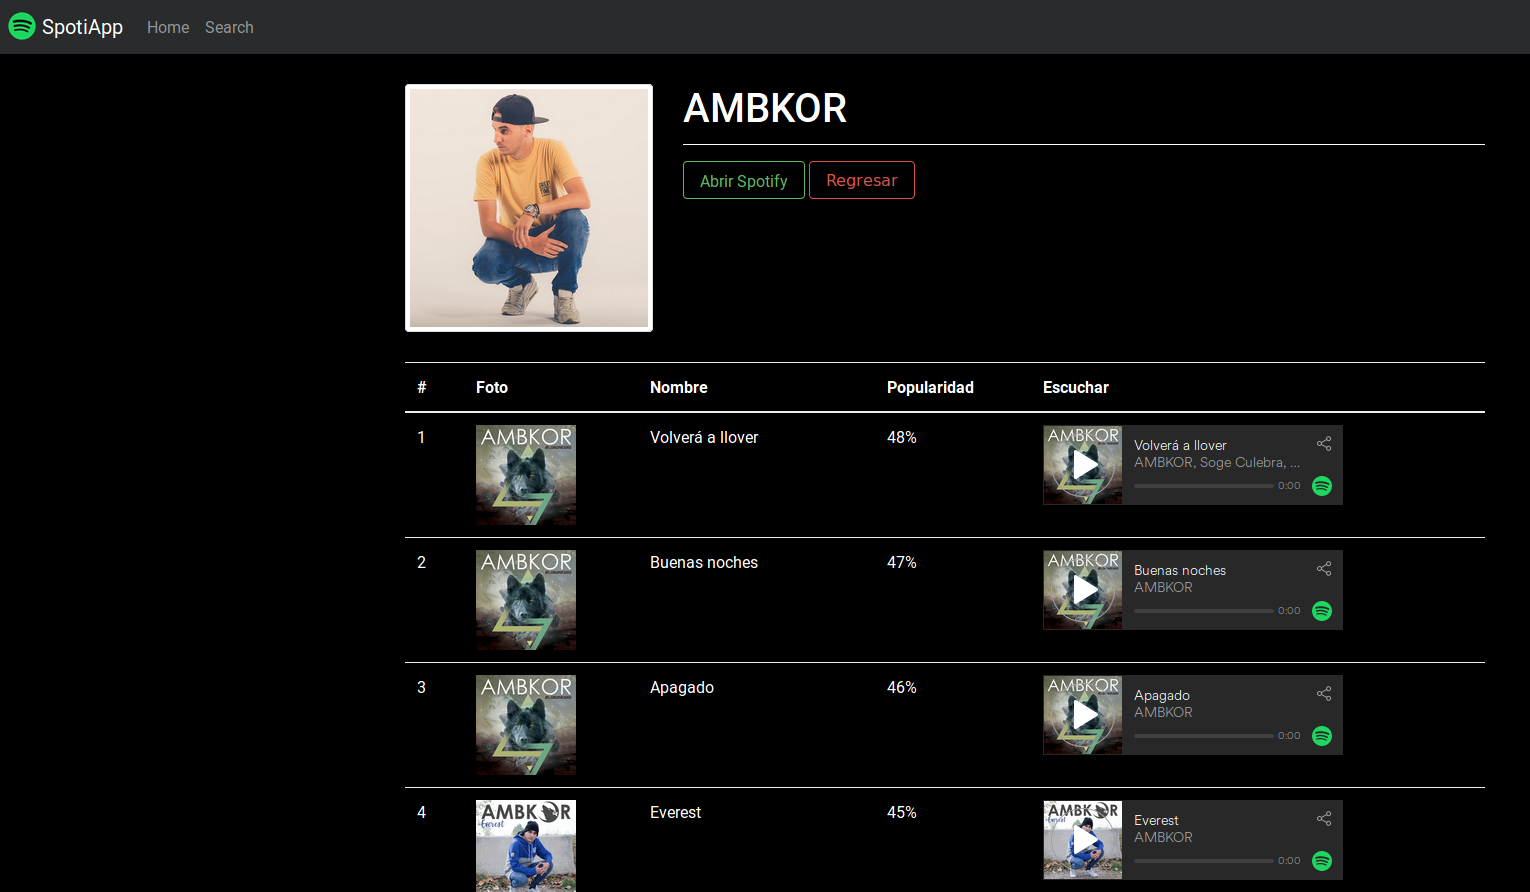 SpotiApp Home Search
AMBKOR
Abrir Spotify Regresar
# Foto Nombre Popularidad Escuchar
1 AMBKOR Volverá a llover 48% AMBKOR Volverá a llover
AMBKOR, Soge Culebra, ...
0:00
2 AMBKOR Buenas noches 47% AMBKOR Buenas noches
AMBKOR
0:00
3 AMBKOR Apagado 46% AMBKOR Apagado
AMBKOR
0:00
4 AMBKOR Everest 45% AMBKOR Everest
Everest AMBKOR
0:00